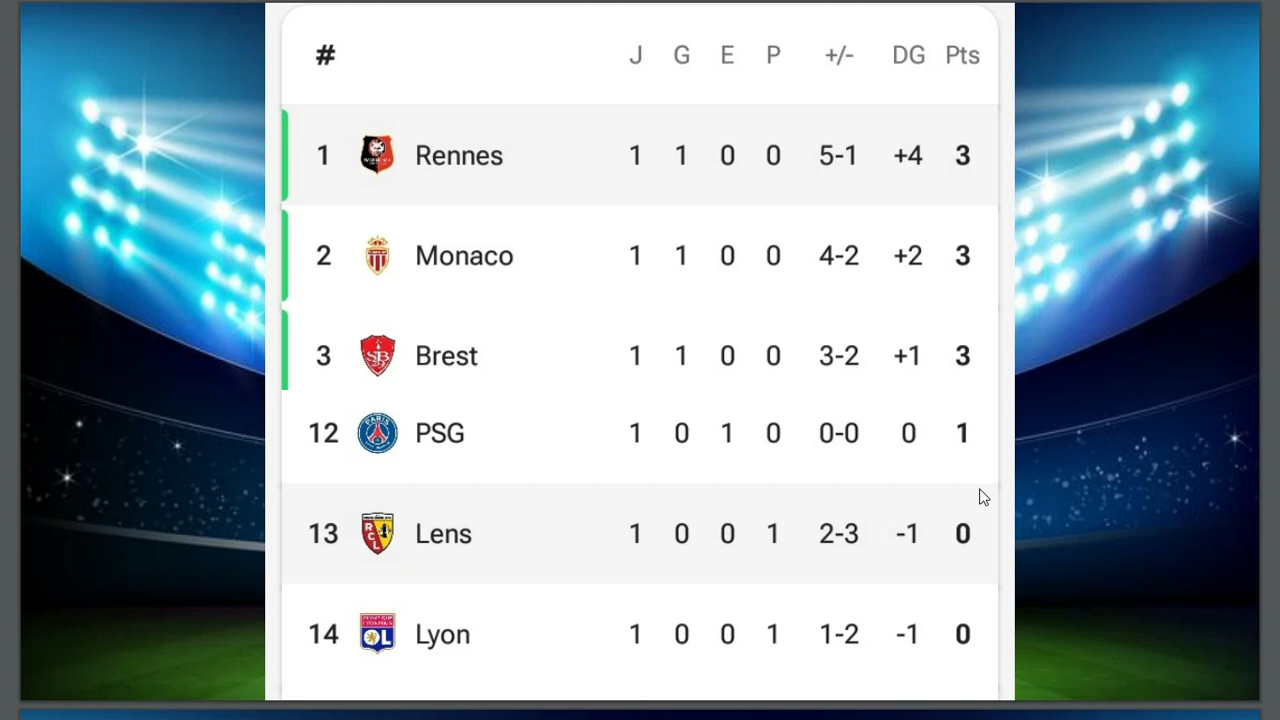 # J G E P +/- DG Pts
1 Rennes 1 1 0 0 5-1 +4 3
2 Monaco 1 1 0 0 4-2 +2 3
3 Brest 1 1 0 0 3-2 +1 3
12 PSG 1 0 1 0 0-0 0 1
13 Lens 1 0 0 1 2-3 -1 0
14 Lyon 1 0 0 1 1-2 -1 0